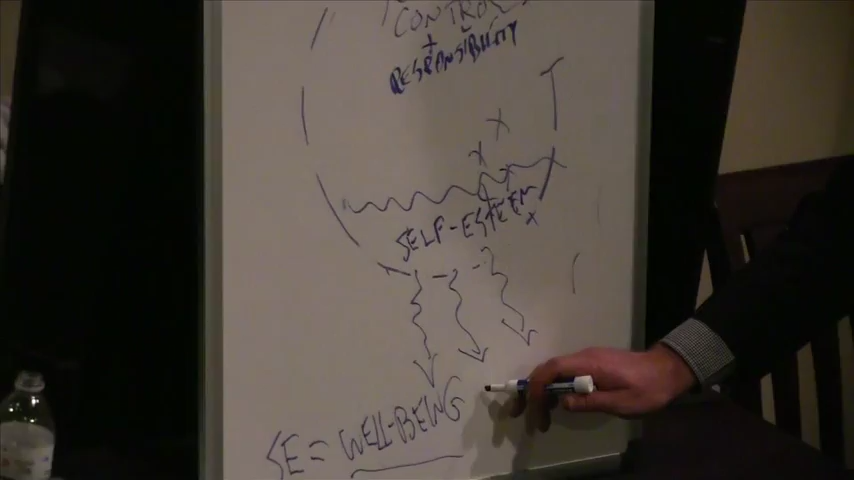 CONTROL
+
RESPONSIBILITY
SELF-ESTEEM
SE = WELL-BEING